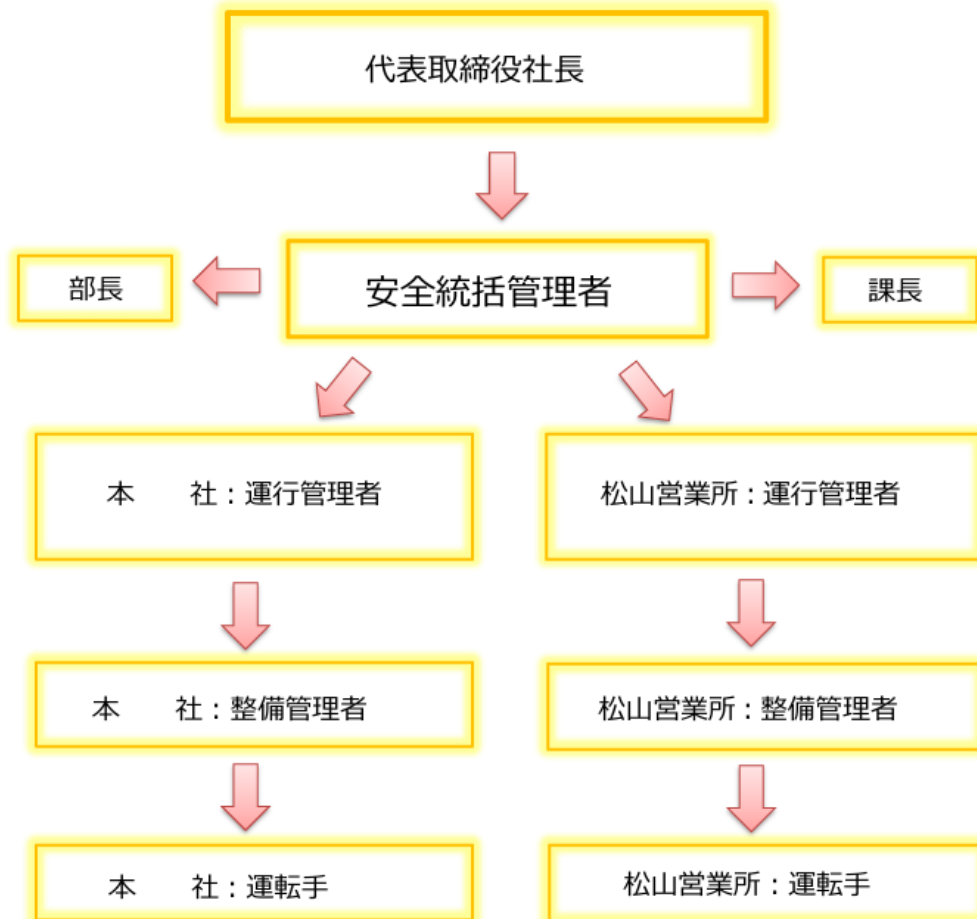 代表取締役社長
部長
安全統括管理者
課長
本　　社：運行管理者
松山営業所：運行管理者
本　　社：整備管理者
松山営業所：整備管理者
本　　社：運転手
松山営業所：運転手